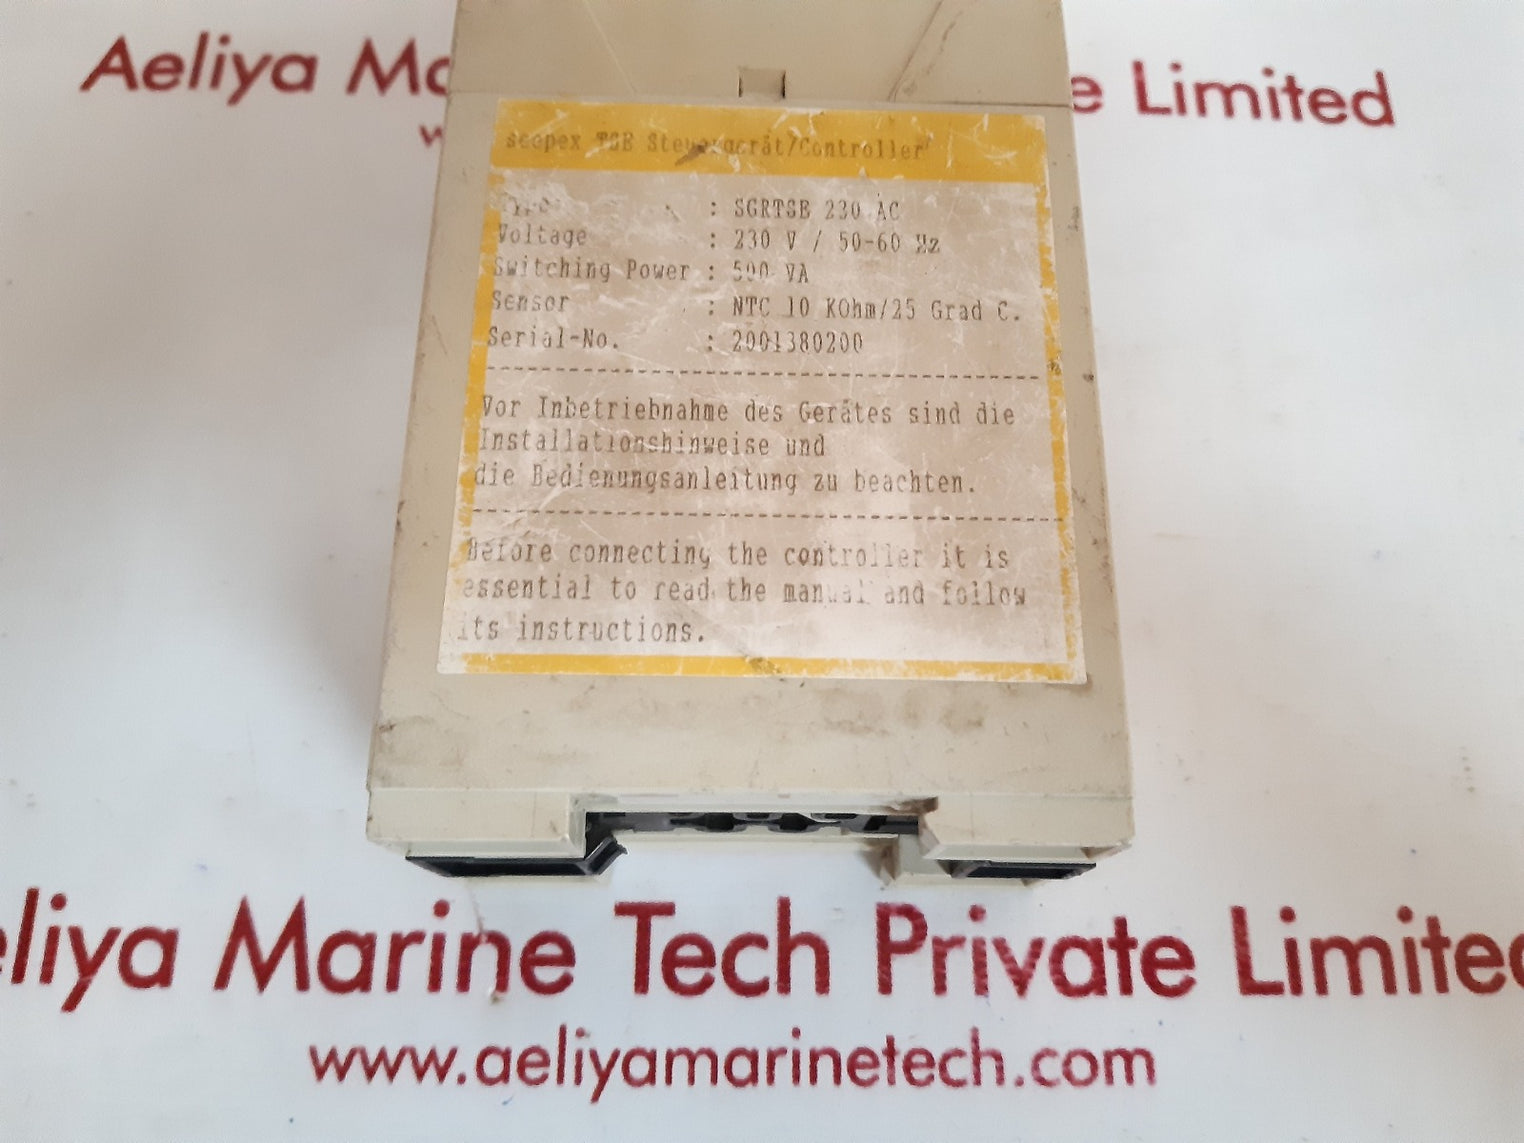 Aeliya Ma
e Limited
w
scopex TSE Steuergerät/Controller
Type : SGRTSE 230 AC
Voltage : 230 V / 50-60 Hz
Switching Power : 500 VA
Sensor : NTC 10 KOhm/25 Grad C.
Serial-No. : 2001380200
Vor Inbetriebnahme des Gerätes sind die
Installationshinweise und
die Bedienungsanleitung zu beachten.
Before connecting the controller it is
essential to read the manual and follow
its instructions.
eliya Marine Tech Private Limited
www.aeliyamarinetech.com